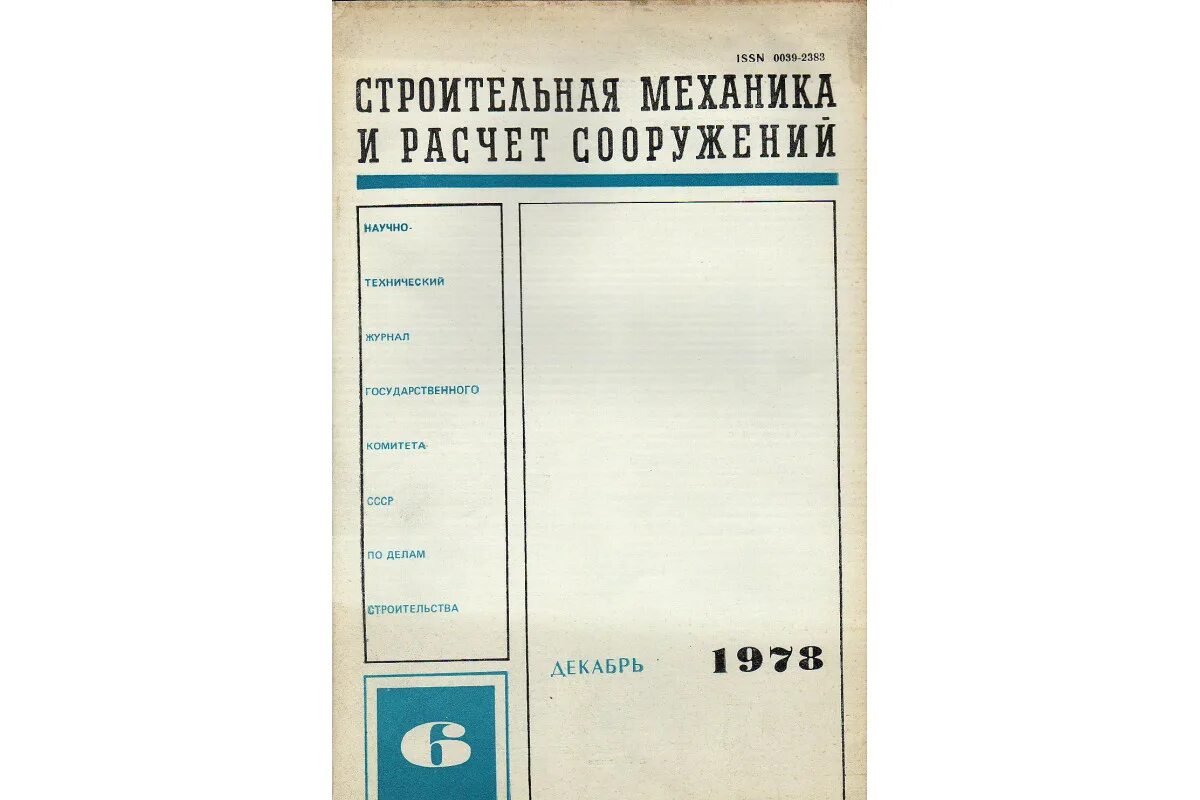 ISSN 0039-2383
СТРОИТЕЛЬНАЯ МЕХАНИКА
И РАСЧЕТ СООРУЖЕНИЙ
НАУЧНО-
ТЕХНИЧЕСКИЙ
ЖУРНАЛ
ГОСУДАРСТВЕННОГО
КОМИТЕТА
СССР
ПО ДЕЛАМ
СТРОИТЕЛЬСТВА
ДЕКАБРЬ 1978
6